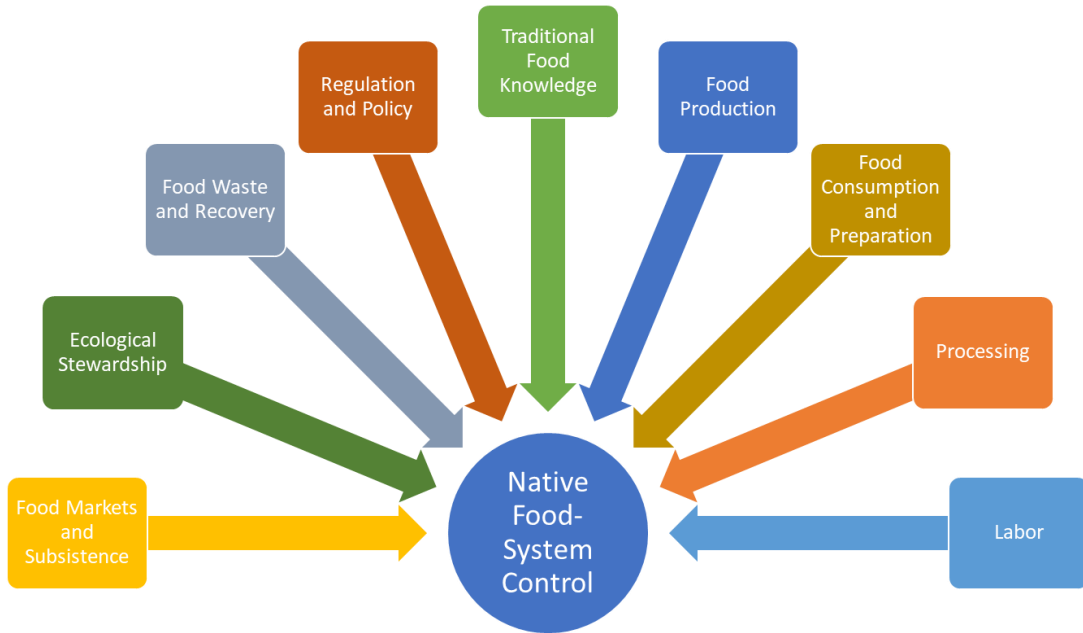 Traditional
Food
Knowledge
Regulation
and Policy
Food
Production
Food Waste
and Recovery
Food
Consumption
and
Preparation
Ecological
Stewardship
Processing
Food Markets
and
Subsistence
Native
Food-
System
Control
Labor